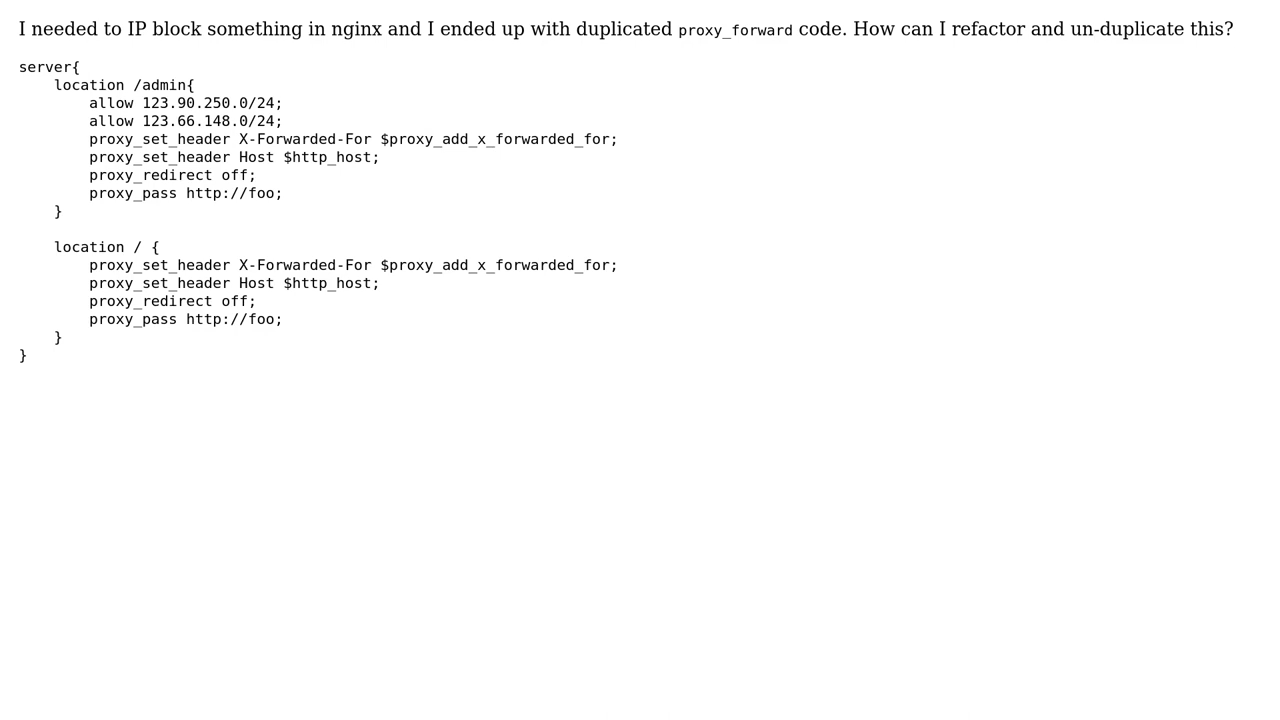 I needed to IP block something in nginx and I ended up with duplicated proxy_forward code. How can I refactor and un-duplicate this?
server{
    location /admin{
        allow 123.90.250.0/24;
        allow 123.66.148.0/24;
        proxy_set_header X-Forwarded-For $proxy_add_x_forwarded_for;
        proxy_set_header Host $http_host;
        proxy_redirect off;
        proxy_pass http://foo;
    }

    location / {
        proxy_set_header X-Forwarded-For $proxy_add_x_forwarded_for;
        proxy_set_header Host $http_host;
        proxy_redirect off;
        proxy_pass http://foo;
    }
}